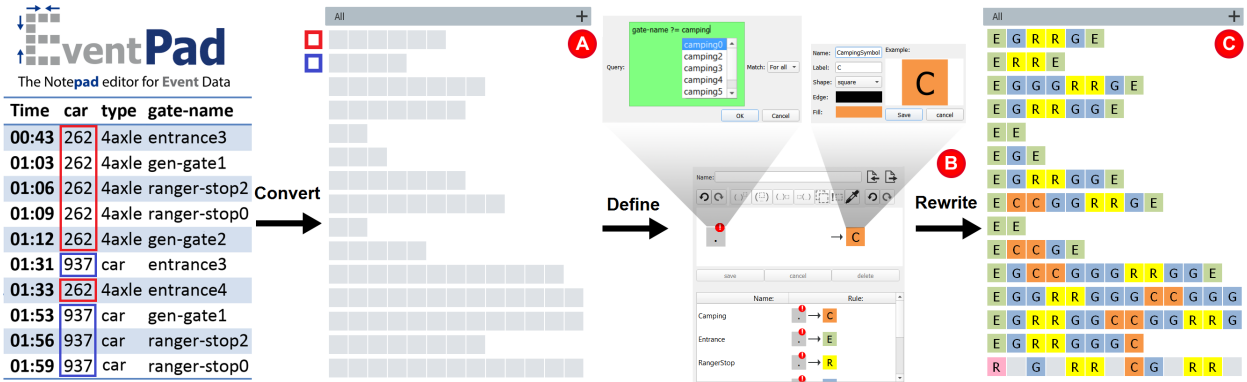 EventPad
The Notepad editor for Event Data
Time car type gate-name
00:43 262 4axle entrance3
01:03 262 4axle gen-gate1
01:06 262 4axle ranger-stop2
01:09 262 4axle ranger-stop0
01:12 262 4axle gen-gate2
01:31 937 car entrance3
01:33 262 4axle entrance4
01:53 937 car gen-gate1
01:56 937 car ranger-stop2
01:59 937 car ranger-stop0
Convert
All +
A
Define
gate-name ?= camping
camping0
camping2
camping3
camping4
camping5
Query:
Match: For all
OK Cancel
Name: CampingSymbol Example:
Label: C
Shape: square
Edge:
Fill:
C
Save cancel
B
Name:
. ! → C
save cancel delete
Name: Rule:
Camping . ! → C
Entrance . ! → E
RangerStop . ! → R
Rewrite
All +
C
E G R R G E
E R R E
E G G G R R G E
E G R R G G E
E E
E G E
E G R R G G E
E C C G G R R G E
E E
E C C G E
E G C C G G G R R G G E
E G G R R G G G C C G G G
E G R R G G C C G G R R G
E G R R G G G C
R G R R C G R R